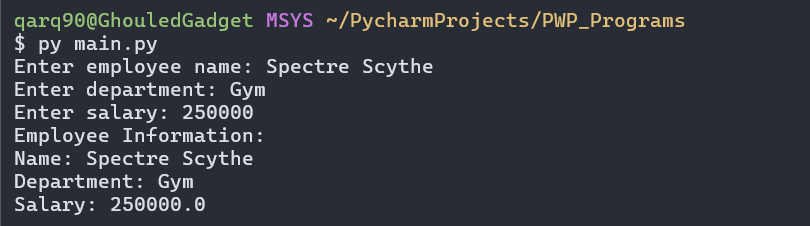 qarq90@GhouledGadget MSYS ~/PycharmProjects/PWP_Programs
$ py main.py
Enter employee name: Spectre Scythe
Enter department: Gym
Enter salary: 250000
Employee Information:
Name: Spectre Scythe
Department: Gym
Salary: 250000.0